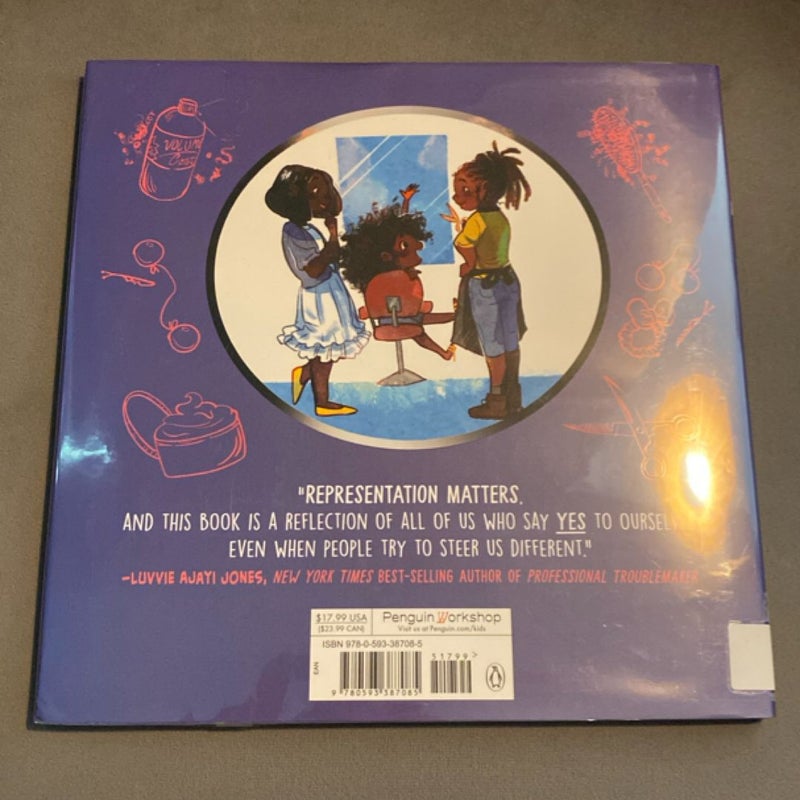 VOLUM
"REPRESENTATION MATTERS,
AND THIS BOOK IS A REFLECTION OF ALL OF US WHO SAY YES TO
EVEN WHEN PEOPLE TRY TO STEER US DIFFERENT."
–LUVVIE AJAYI JONES, NEW YORK TIMES BEST-SELLING AUTHOR OF PROFESSIONAL TROUBLEMAKER
$17.99 USA
($23.99 CAN)
Penguin Workshop
Visit us at Penguin.com/kids
ISBN 978-0-593-38708-5
51799>
EAN
9 780593 387085